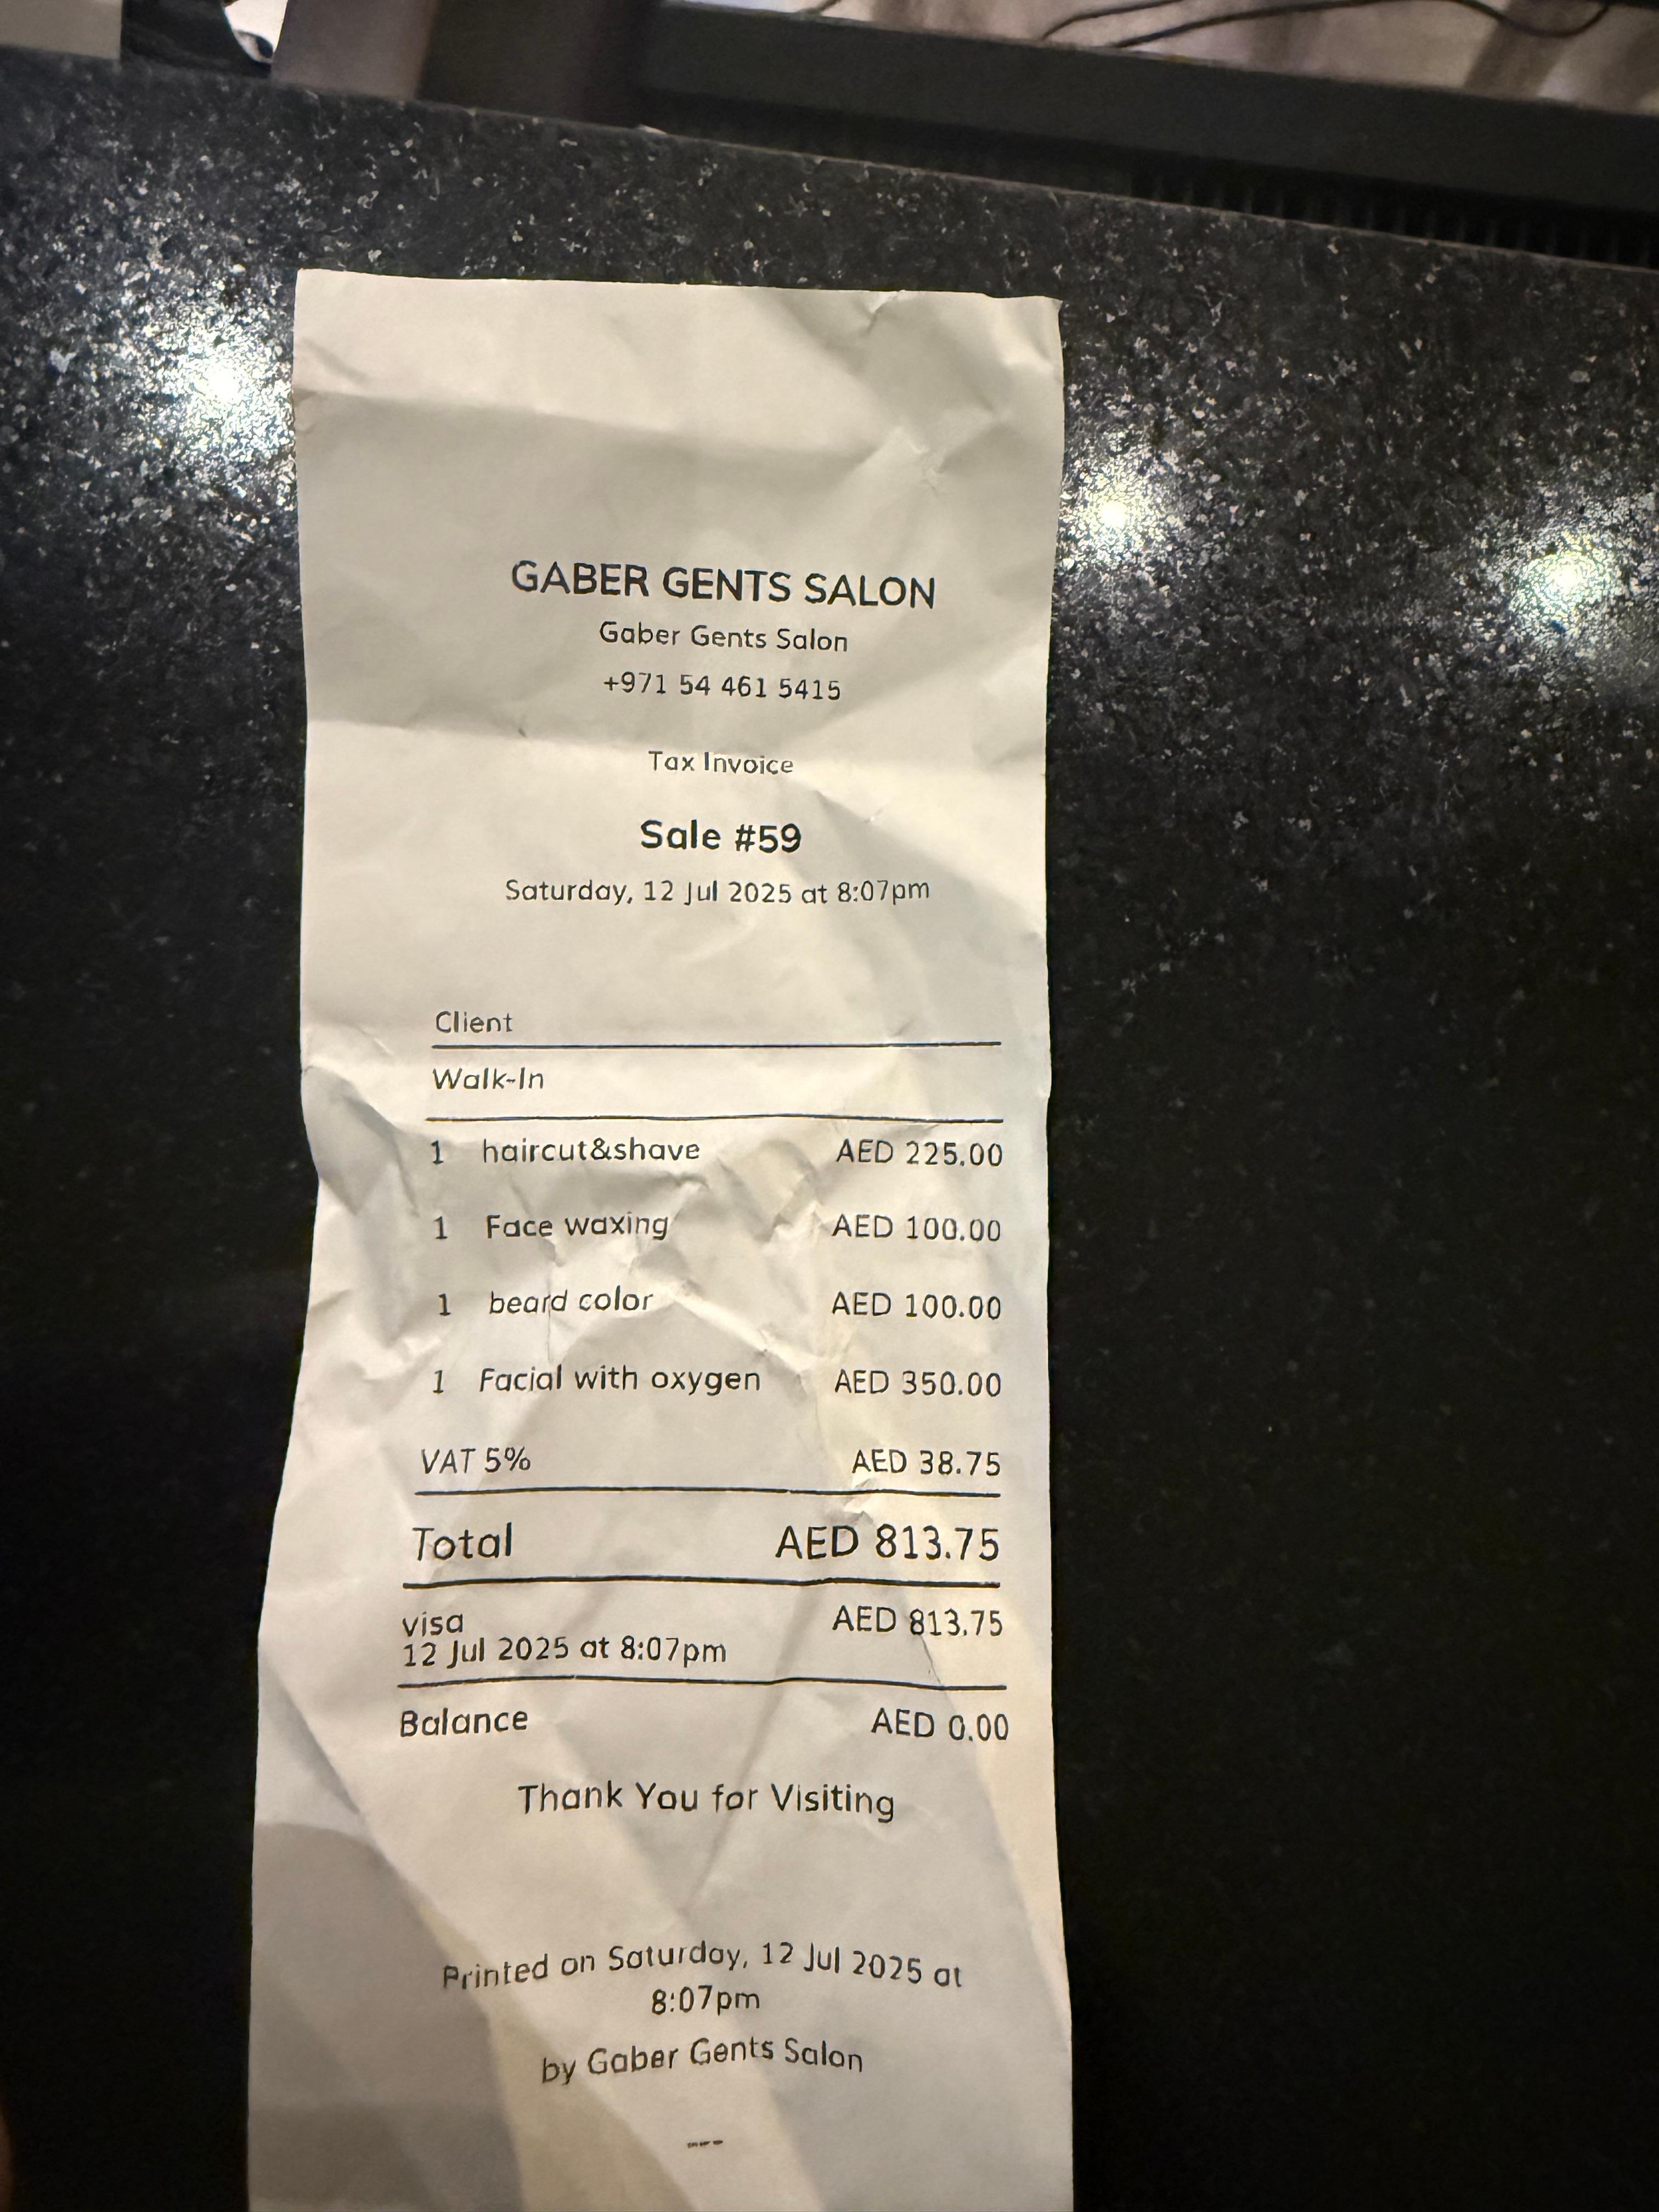 GABER GENTS SALON
Gaber Gents Salon
+971 54 461 5415
Tax Invoice
Sale #59
Saturday, 12 Jul 2025 at 8:07pm
Client
Walk-In
1 haircut&shave AED 225.00
1 Face waxing AED 100.00
1 beard color AED 100.00
1 Facial with oxygen AED 350.00
VAT 5% AED 38.75
Total AED 813.75
visa AED 813.75
12 Jul 2025 at 8:07pm
Balance AED 0.00
Thank You for Visiting
Printed on Saturday, 12 Jul 2025 at
8:07pm
by Gaber Gents Salon
---